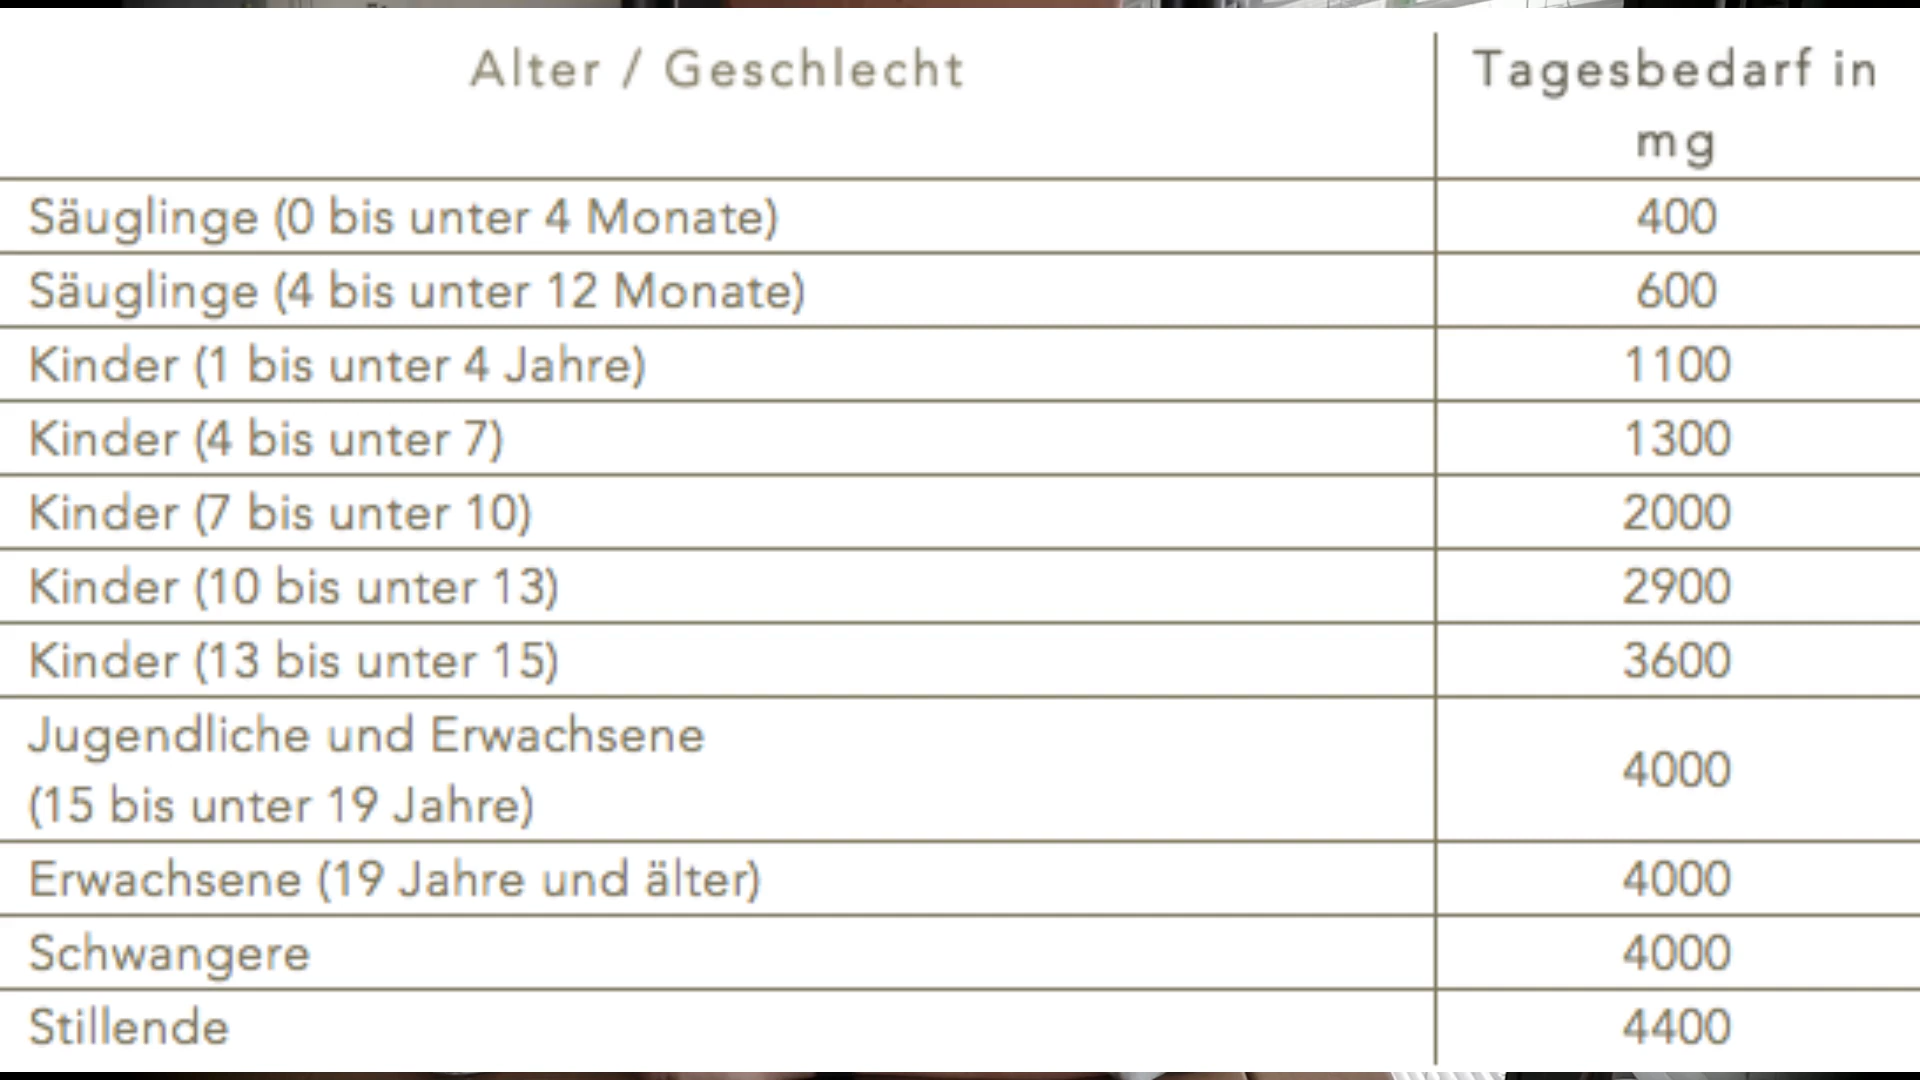 Alter / Geschlecht
Tagesbedarf in
mg
Säuglinge (0 bis unter 4 Monate) 400
Säuglinge (4 bis unter 12 Monate) 600
Kinder (1 bis unter 4 Jahre) 1100
Kinder (4 bis unter 7) 1300
Kinder (7 bis unter 10) 2000
Kinder (10 bis unter 13) 2900
Kinder (13 bis unter 15) 3600
Jugendliche und Erwachsene
(15 bis unter 19 Jahre) 4000
Erwachsene (19 Jahre und älter) 4000
Schwangere 4000
Stillende 4400